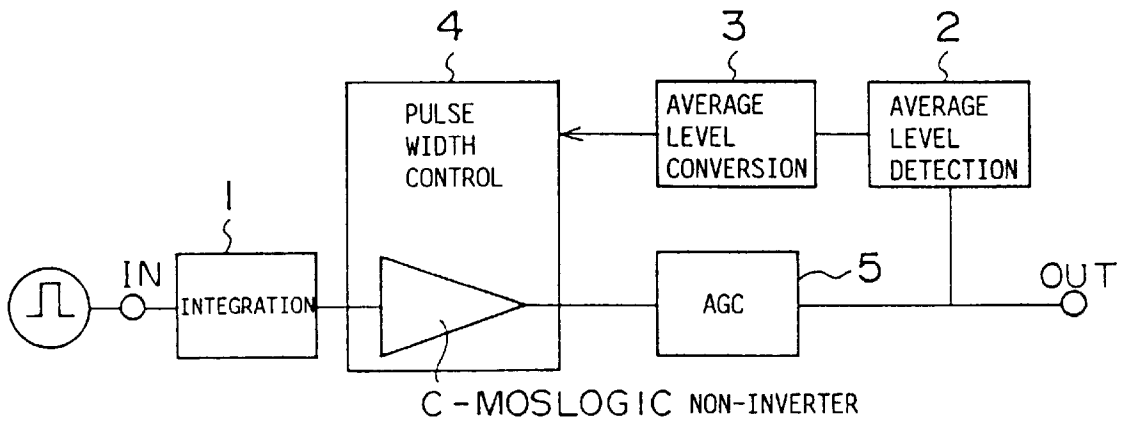 4
3
2
PULSE
WIDTH
CONTROL
AVERAGE
LEVEL
CONVERSION
AVERAGE
LEVEL
DETECTION
1
IN
INTEGRATION
AGC
5
OUT
C-MOSLOGIC NON-INVERTER